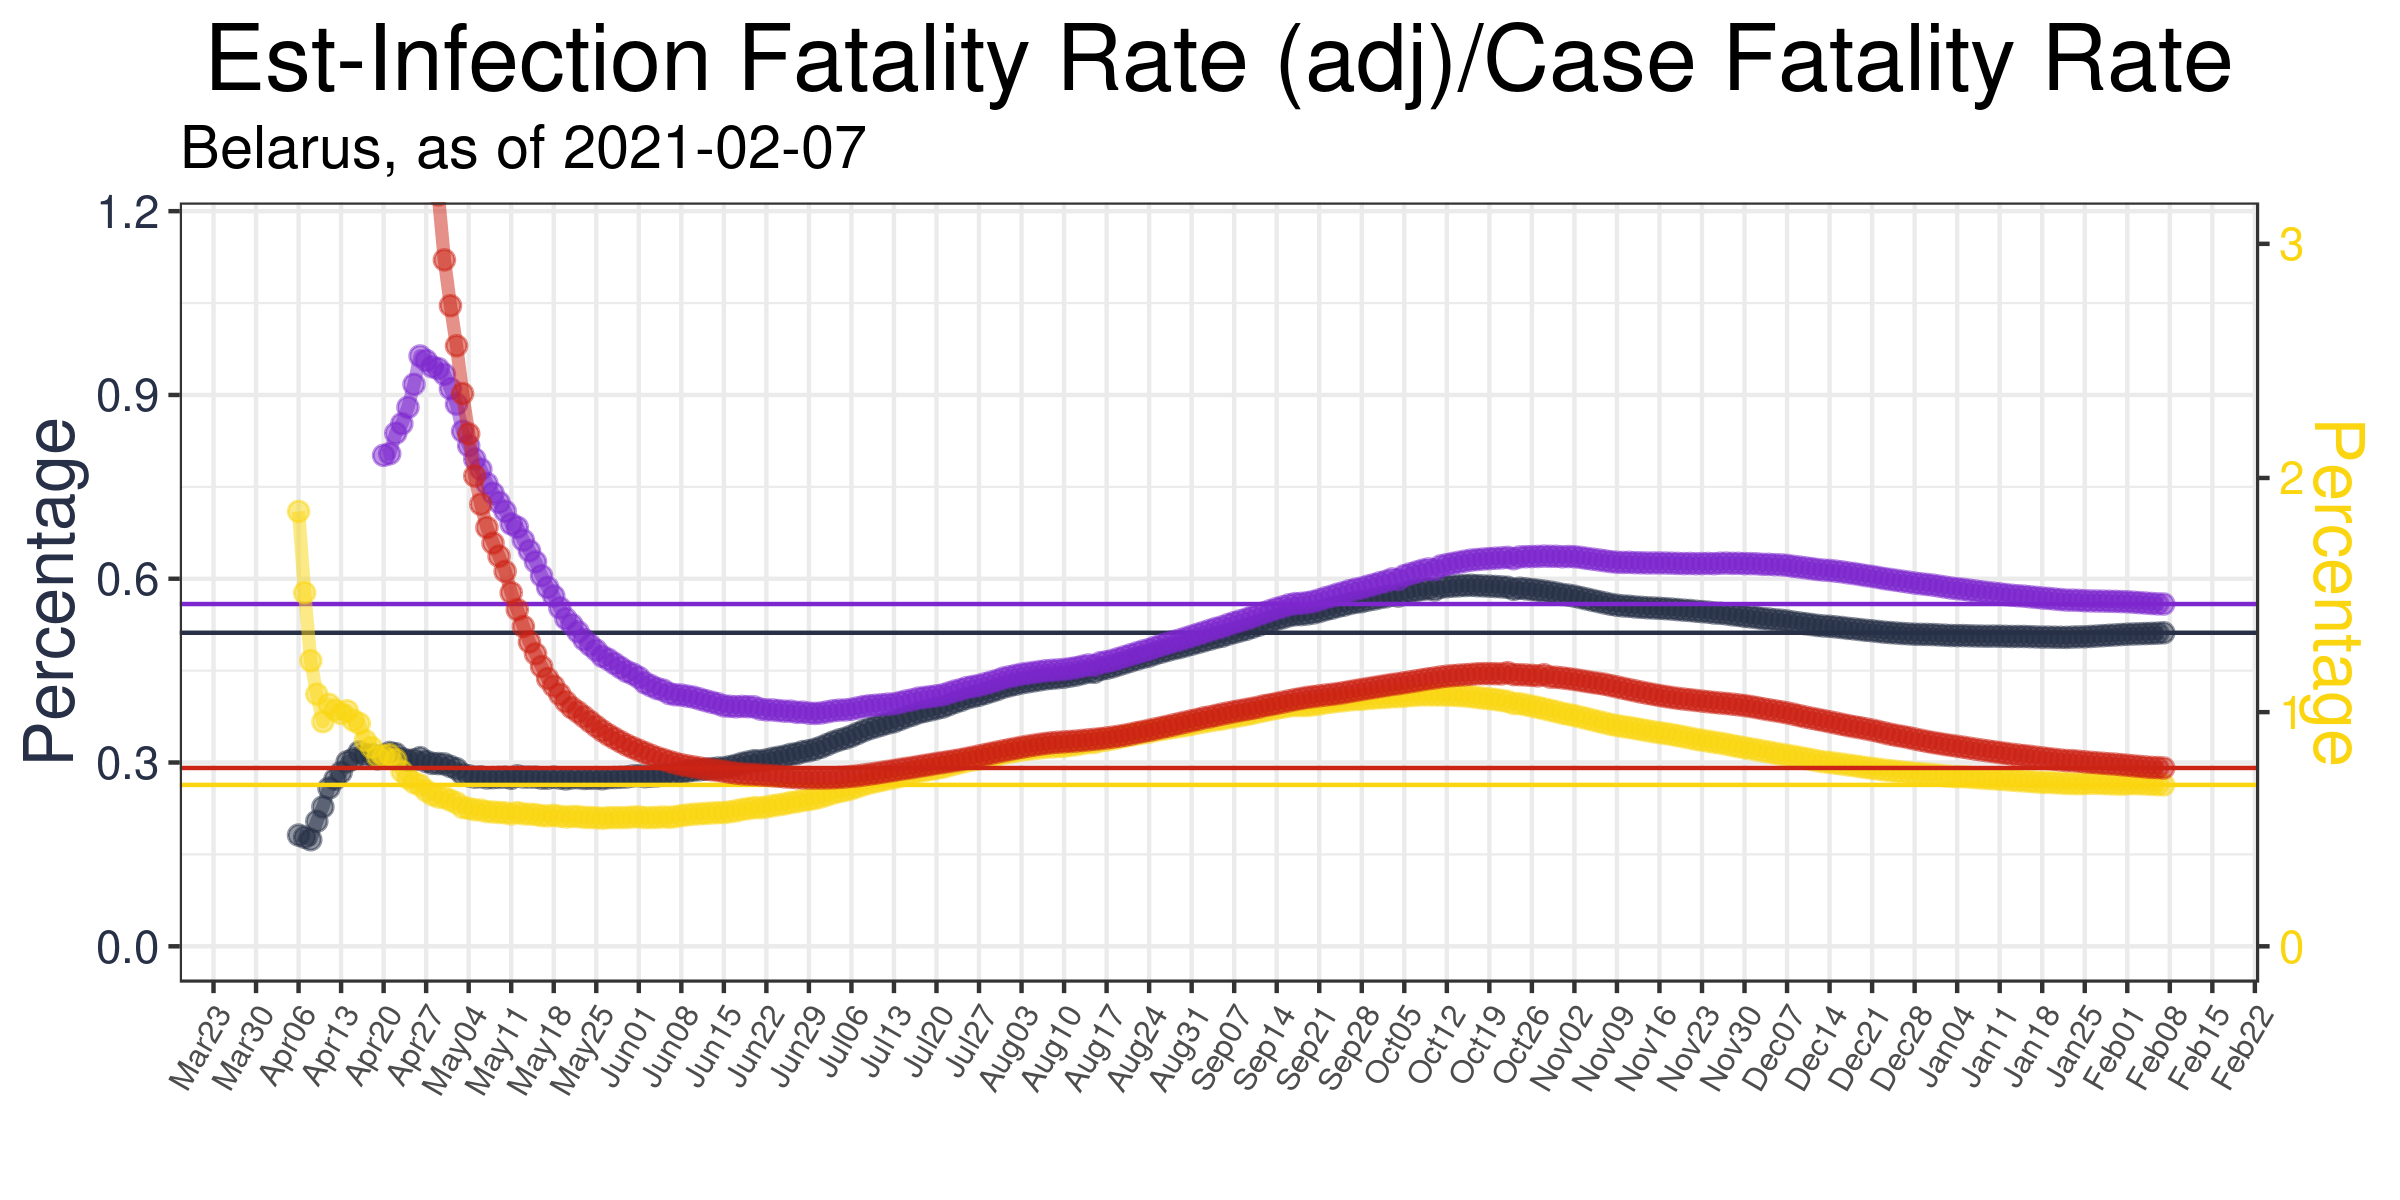 Est-Infection Fatality Rate (adj)/Case Fatality Rate
Belarus, as of 2021-02-07
Percentage
1.2
0.9
0.6
0.3
0.0
3
2
1
0
Percentage
Mar23 Mar30 Apr06 Apr13 Apr20 Apr27 May04 May11 May18 May25 Jun01 Jun08 Jun15 Jun22 Jun29 Jul06 Jul13 Jul20 Jul27 Aug03 Aug10 Aug17 Aug24 Aug31 Sep07 Sep14 Sep21 Sep28 Oct05 Oct12 Oct19 Oct26 Nov02 Nov09 Nov16 Nov23 Nov30 Dec07 Dec14 Dec21 Dec28 Jan04 Jan11 Jan18 Jan25 Feb01 Feb08 Feb15 Feb22